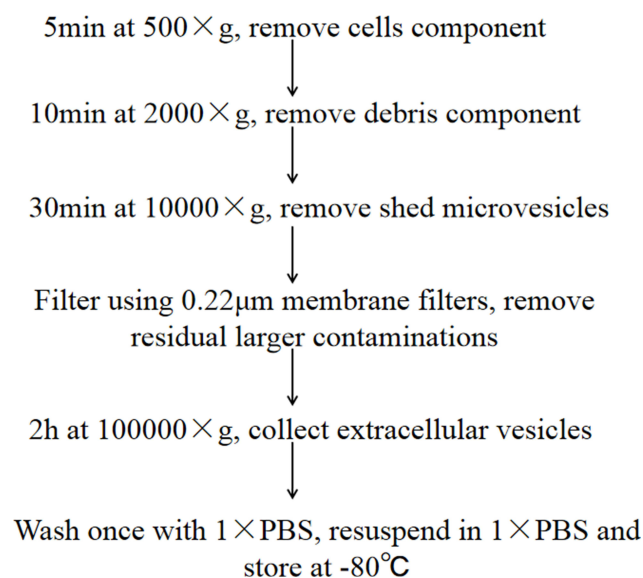 5min at 500×g, remove cells component
10min at 2000×g, remove debris component
30min at 10000×g, remove shed microvesicles
Filter using 0.22μm membrane filters, remove
residual larger contaminations
2h at 100000×g, collect extracellular vesicles
Wash once with 1×PBS, resuspend in 1×PBS and
store at -80℃